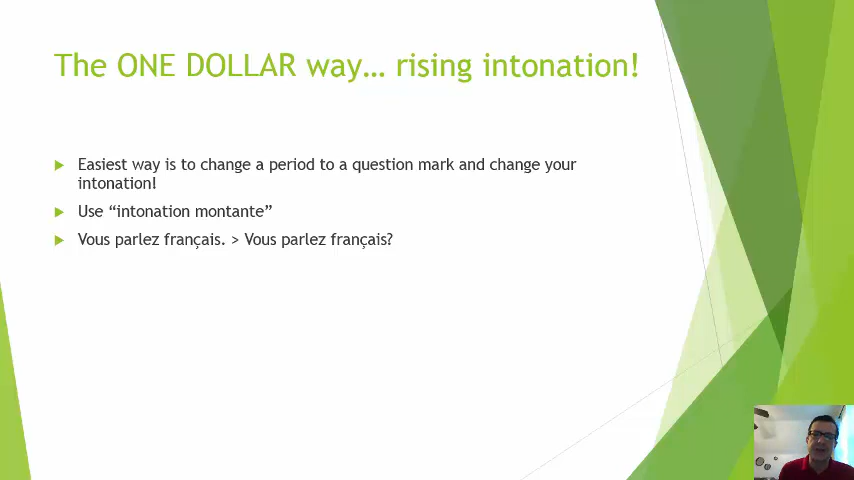 The ONE DOLLAR way… rising intonation!
Easiest way is to change a period to a question mark and change your
intonation!
Use “intonation montante”
Vous parlez français. > Vous parlez français?